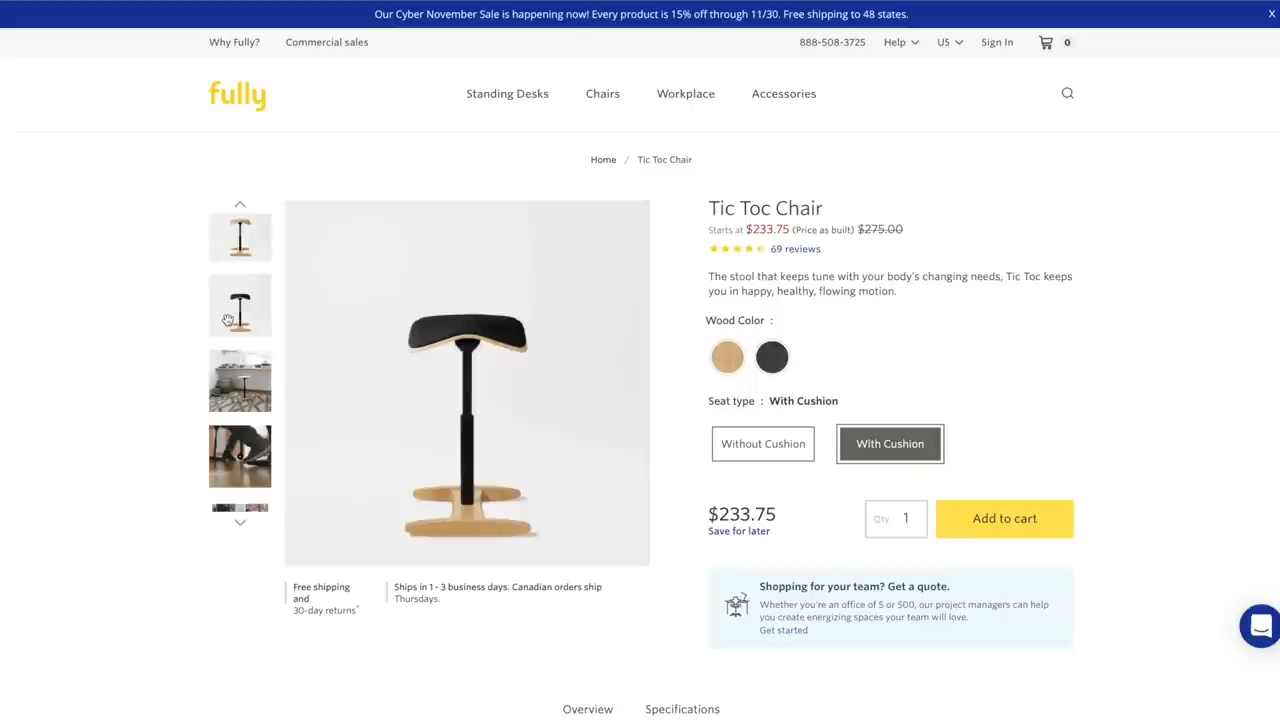 Our Cyber November Sale is happening now! Every product is 15% off through 11/30. Free shipping to 48 states.
X
Why Fully?
Commercial sales
888-508-3725
Help
US
Sign In
0
fully
Standing Desks
Chairs
Workplace
Accessories
Home / Tic Toc Chair
Tic Toc Chair
Starts at $233.75 (Price as built) $275.00
69 reviews
The stool that keeps tune with your body's changing needs, Tic Toc keeps
you in happy, healthy, flowing motion.
Wood Color :
Seat type : With Cushion
Without Cushion
With Cushion
$233.75
Save for later
Qty 1
Add to cart
Free shipping
and
30-day returns*
Ships in 1 - 3 business days. Canadian orders ship
Thursdays.
Shopping for your team? Get a quote.
Whether you're an office of 5 or 500, our project managers can help
you create energizing spaces your team will love.
Get started
Overview
Specifications